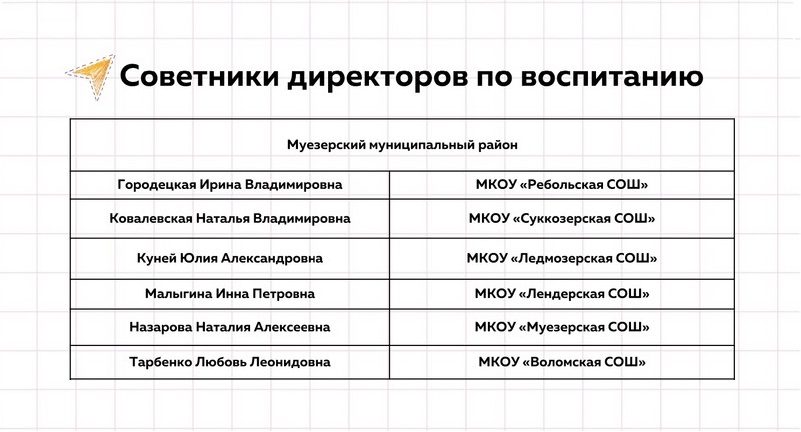 Советники директоров по воспитанию
Муезерский муниципальный район
Городецкая Ирина Владимировна МКОУ «Ребольская СОШ»
Ковалевская Наталья Владимировна МКОУ «Суккозерская СОШ»
Куней Юлия Александровна МКОУ «Ледмозерская СОШ»
Малыгина Инна Петровна МКОУ «Лендерская СОШ»
Назарова Наталия Алексеевна МКОУ «Муезерская СОШ»
Тарбенко Любовь Леонидовна МКОУ «Воломская СОШ»